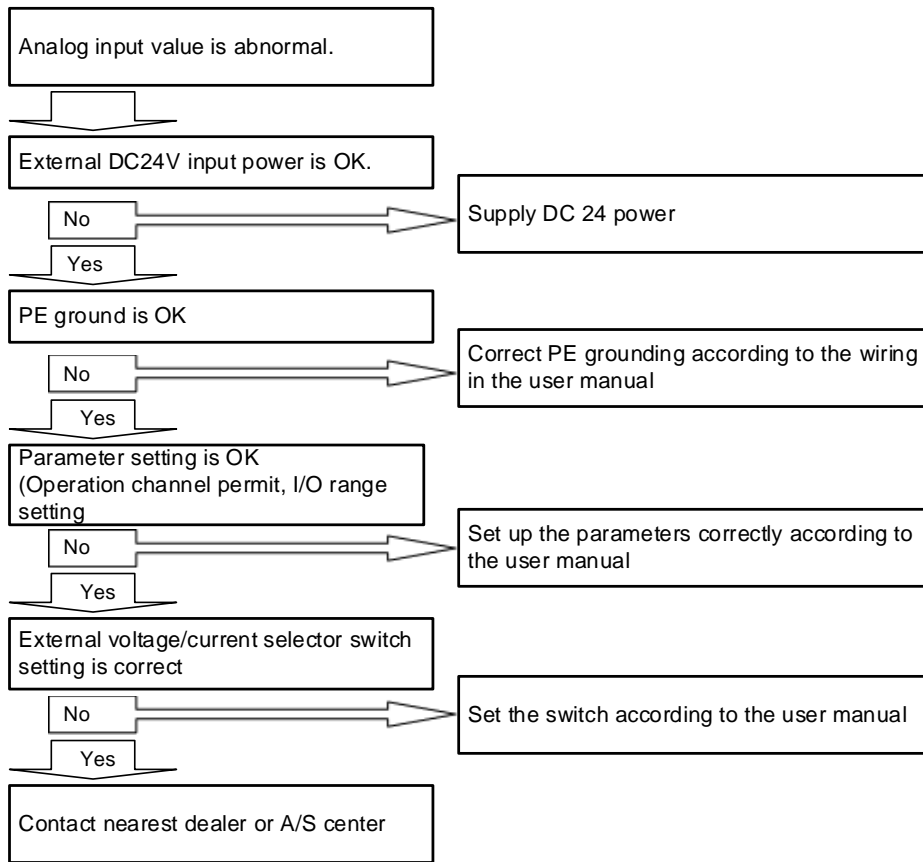 Analog input value is abnormal.
External DC24V input power is OK.
No
Supply DC 24 power
Yes
PE ground is OK
No
Correct PE grounding according to the wiring
in the user manual
Yes
Parameter setting is OK
(Operation channel permit, I/O range
setting
No
Set up the parameters correctly according to
the user manual
Yes
External voltage/current selector switch
setting is correct
No
Set the switch according to the user manual
Yes
Contact nearest dealer or A/S center